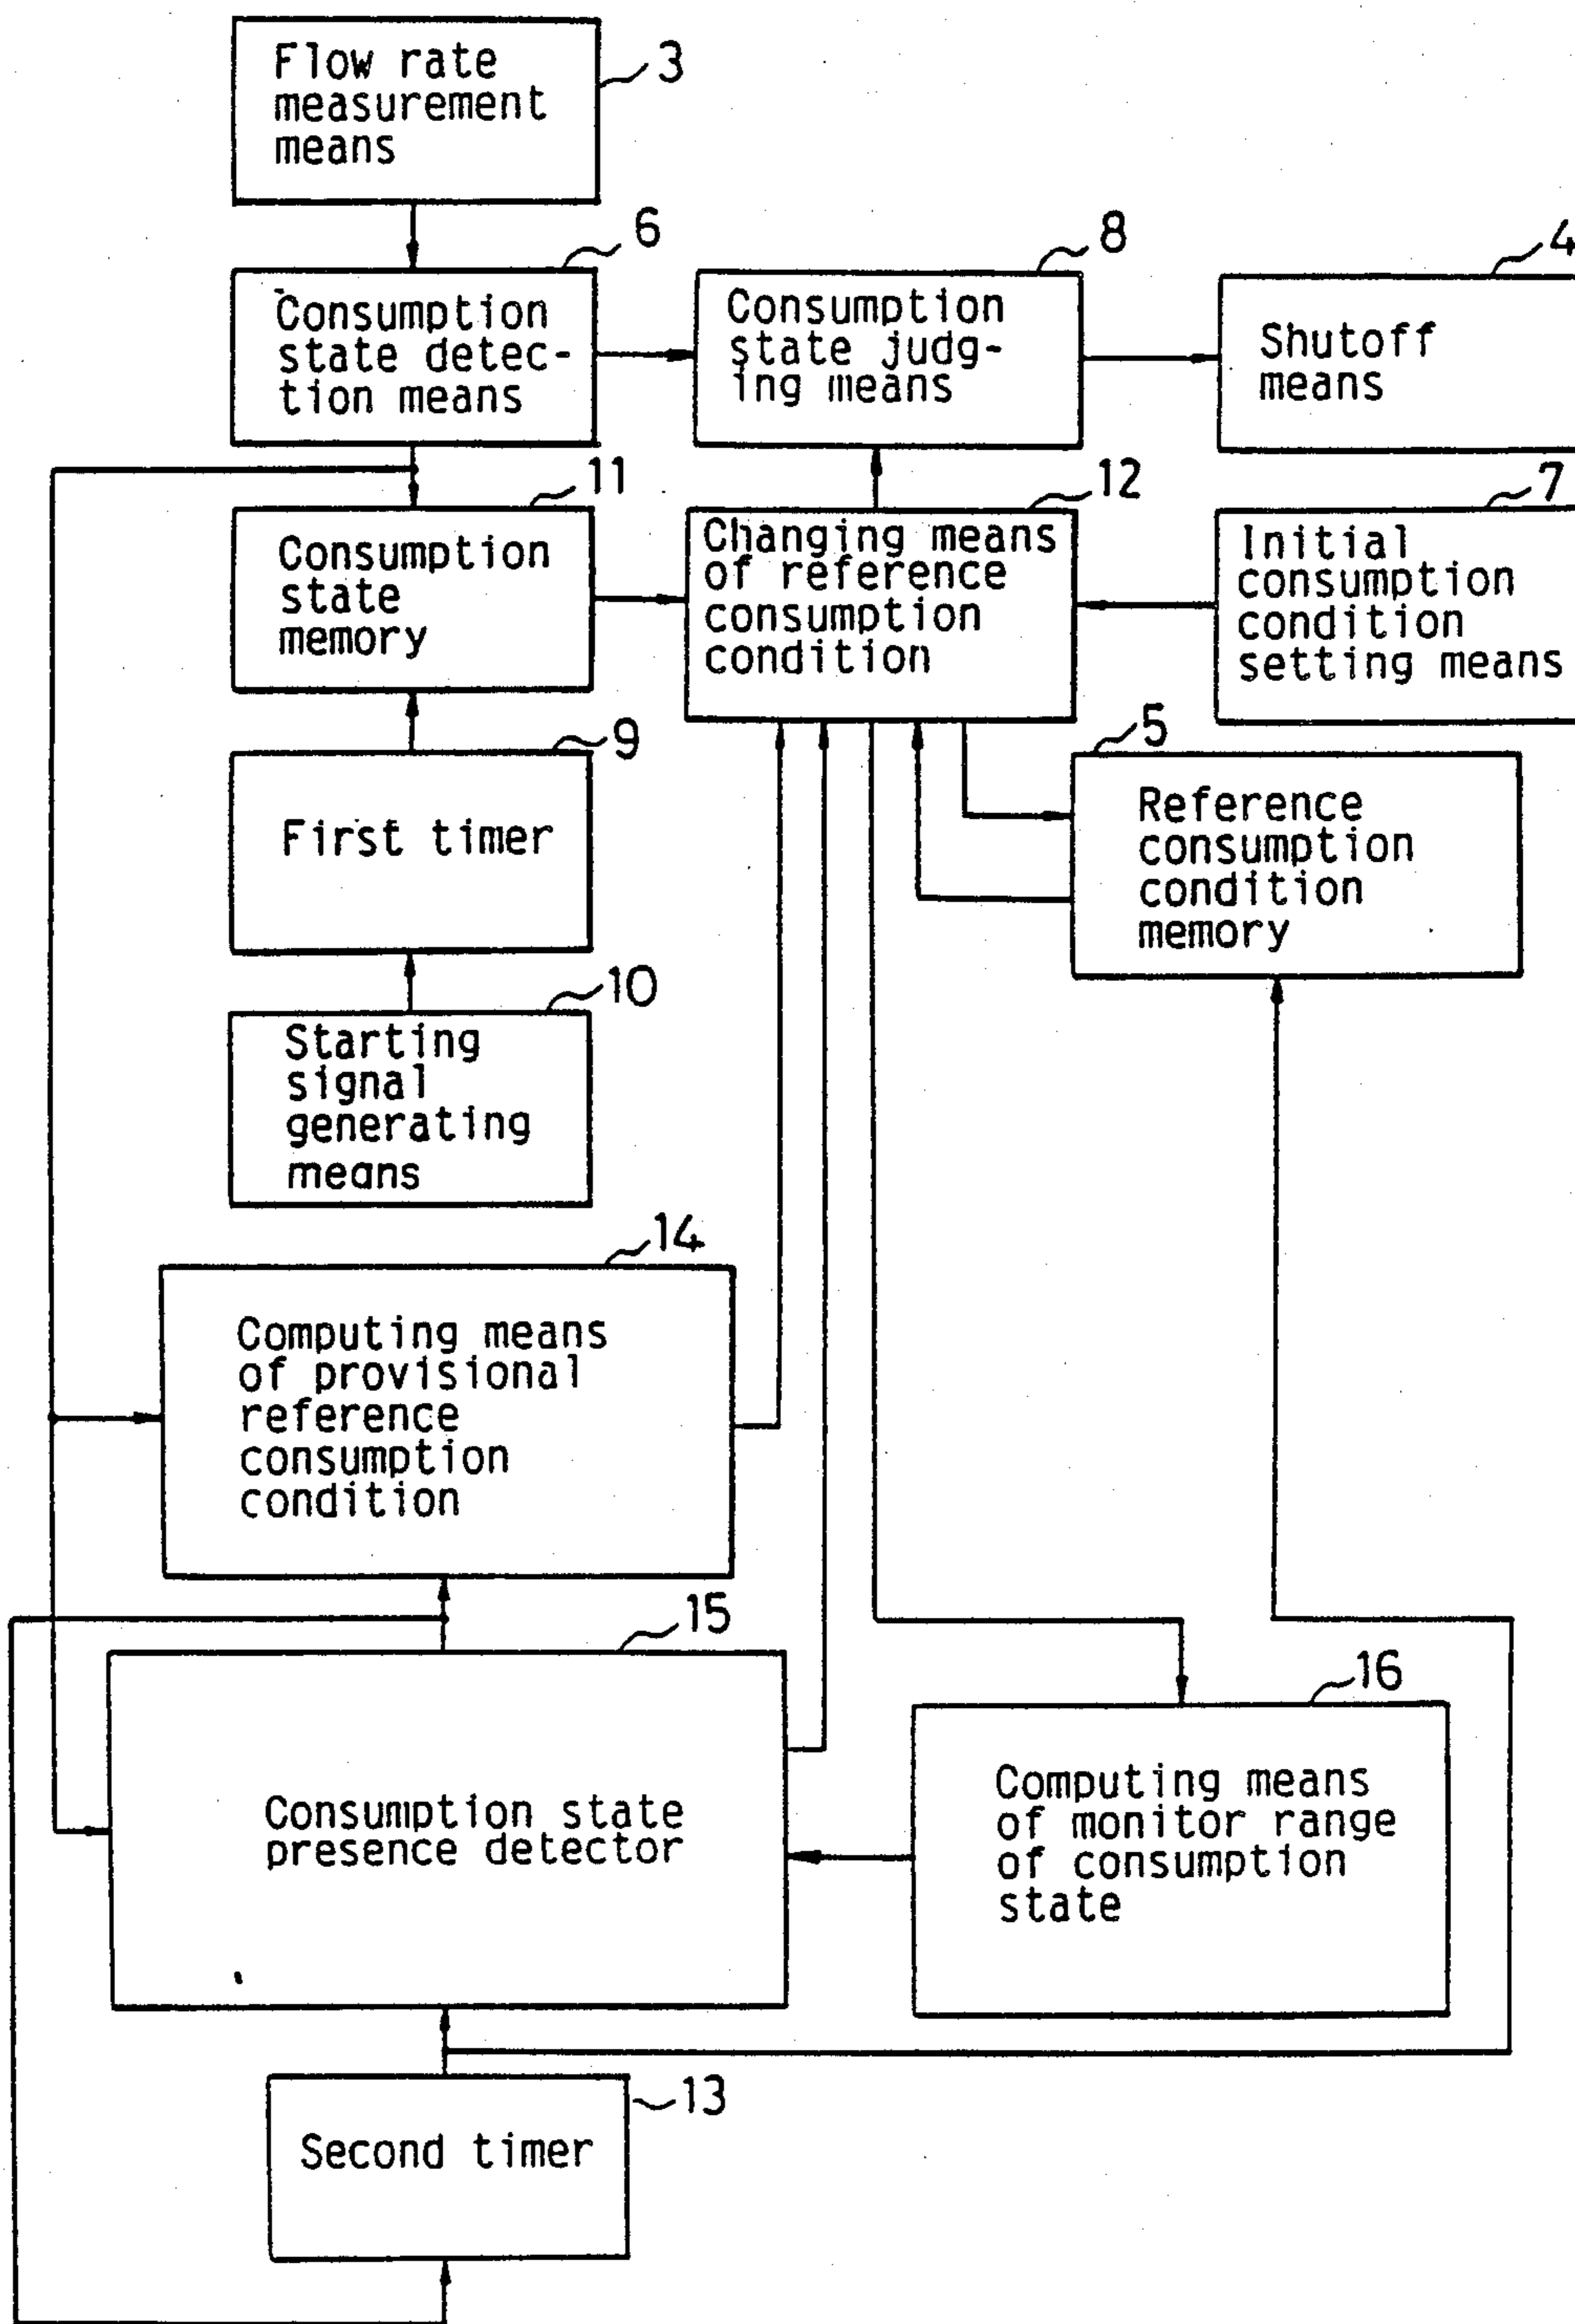 Flow rate
measurement
means
3
6
Consumption
state detec-
tion means
8
Consumption
state judg-
ing means
4
Shutoff
means
11
Consumption
state
memory
12
Changing means
of reference
consumption
condition
7
Initial
consumption
condition
setting means
9
First timer
5
Reference
consumption
condition
memory
10
Starting
signal
generating
means
14
Computing means
of provisional
reference
consumption
condition
15
Consumption state
presence detector
16
Computing means
of monitor range
of consumption
state
13
Second timer